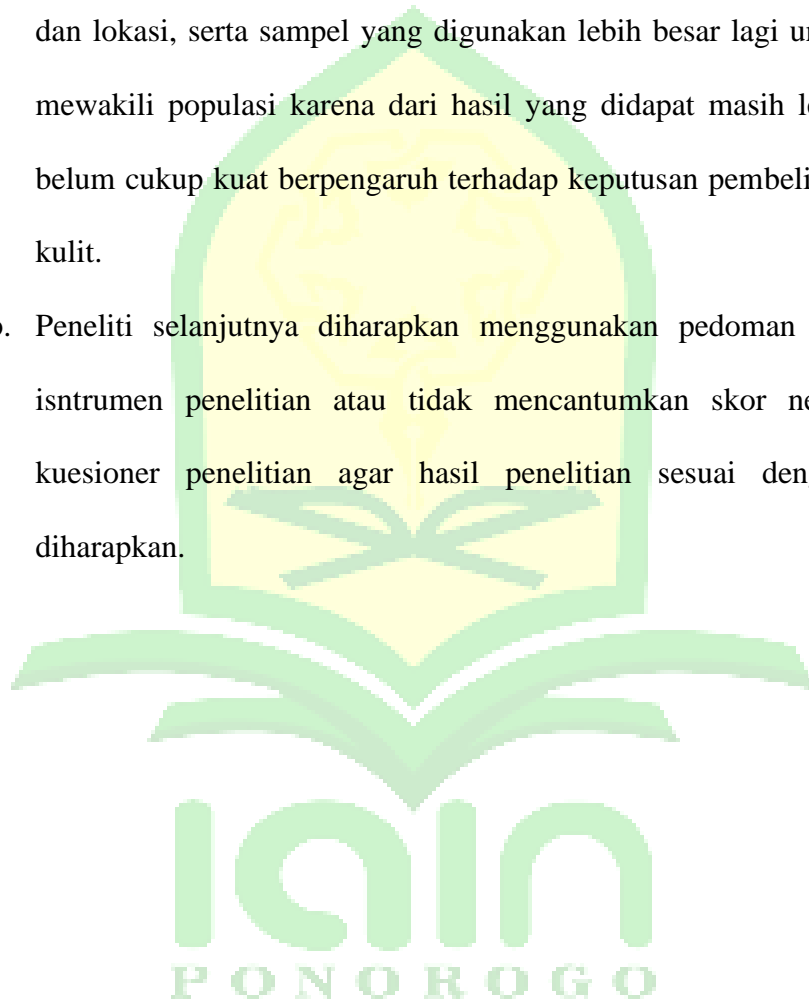 dan lokasi, serta sampel yang digunakan lebih besar lagi
mewakili populasi karena dari hasil yang didapat masih
belum cukup kuat berpengaruh terhadap keputusan
kulit.
Peneliti selanjutnya diharapkan menggunakan pedoman
isntrumen penelitian atau tidak mencantumkan skor
kuesioner penelitian agar hasil penelitian sesuai
diharapkan.
iain
PONOROGO